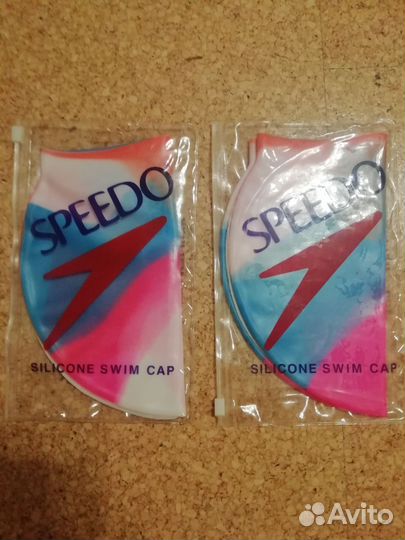 SPEEDO
SILICONE SWIM CAP
SPEEDO
SILICONE SWIM CAP
Avito